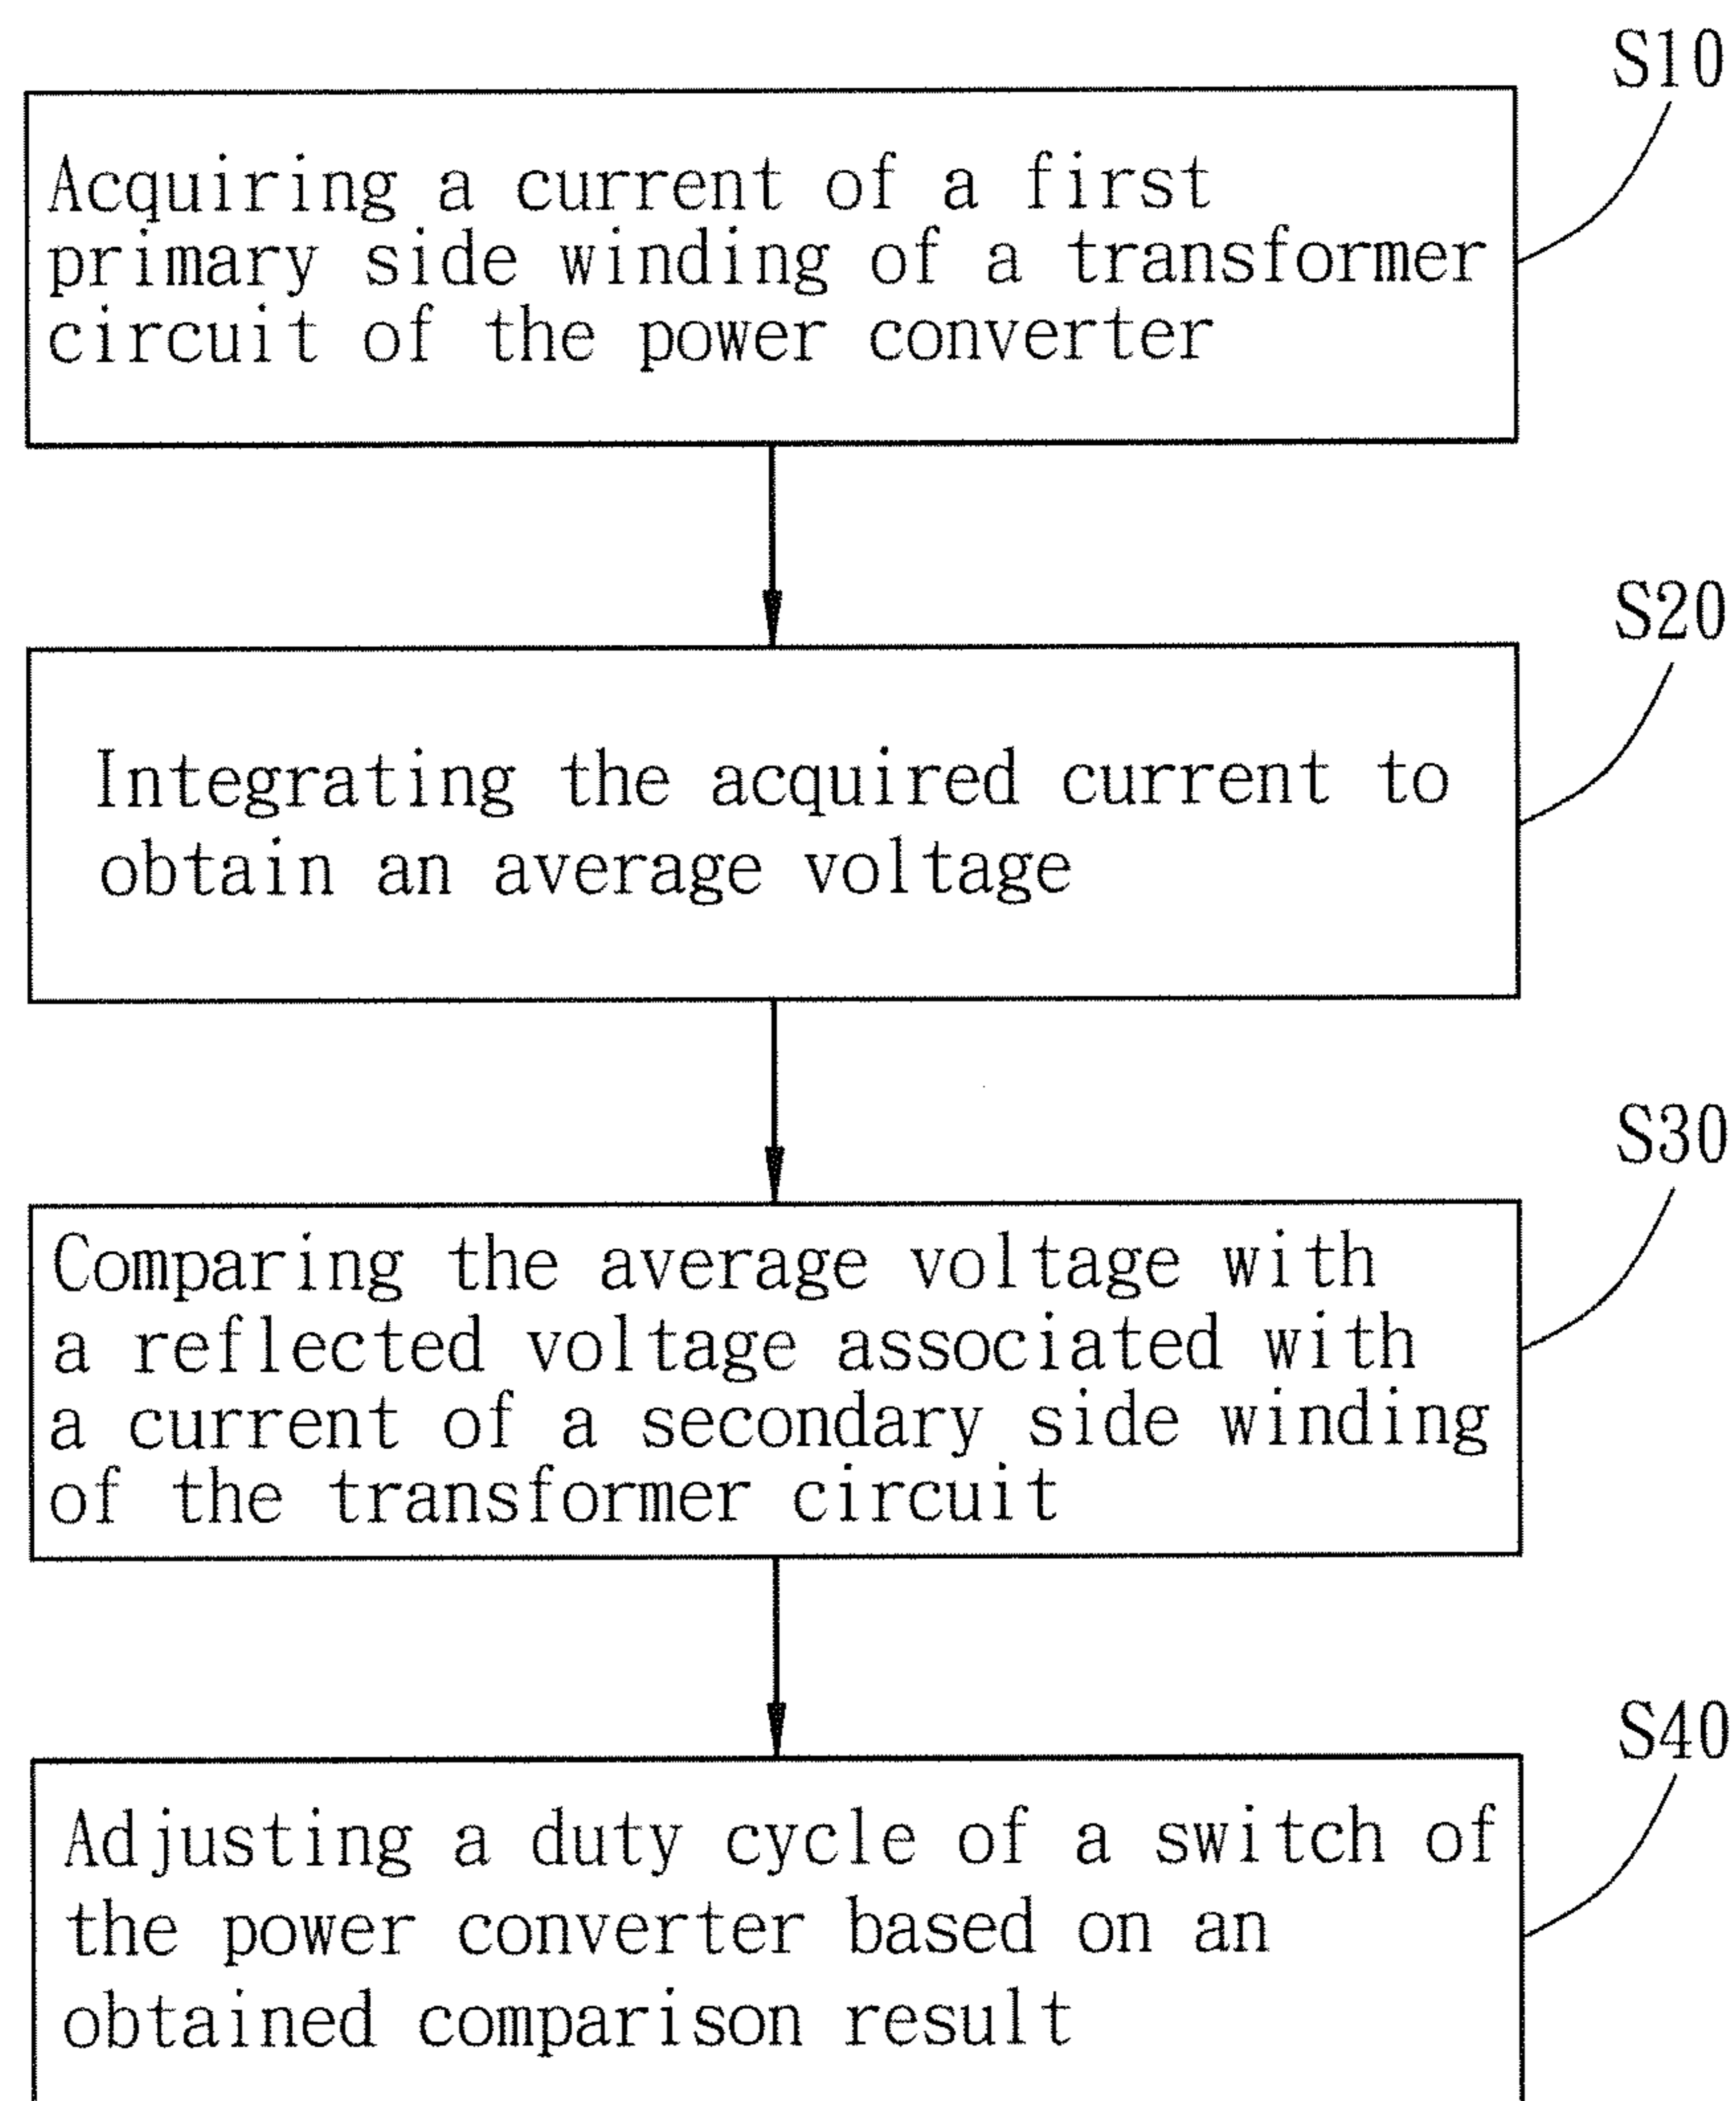 S10
Acquiring a current of a first
primary side winding of a transformer
circuit of the power converter
S20
Integrating the acquired current to
obtain an average voltage
S30
Comparing the average voltage with
a reflected voltage associated with
a current of a secondary side winding
of the transformer circuit
S40
Adjusting a duty cycle of a switch of
the power converter based on an
obtained comparison result